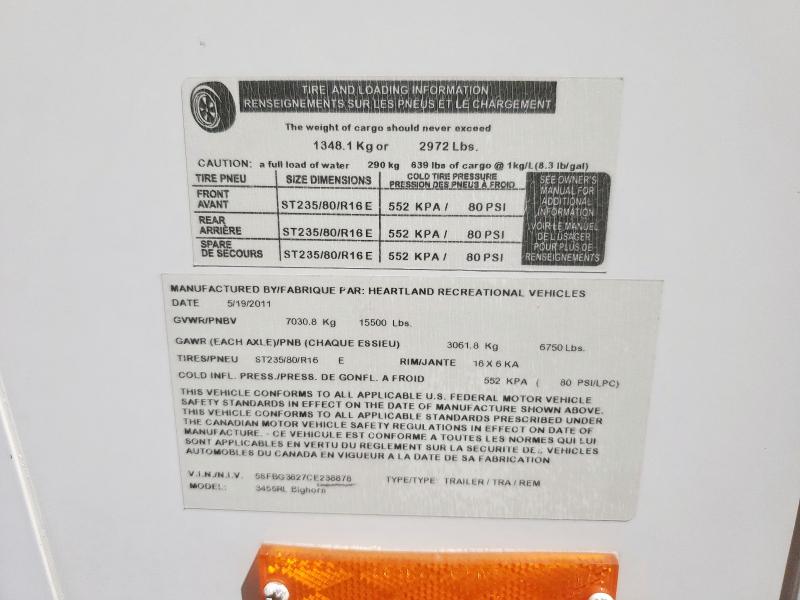 TIRE AND LOADING INFORMATION
RENSEIGNEMENTS SUR LES PNEUS ET LE CHARGEMENT
The weight of cargo should never exceed
1348.1 Kg or 2972 Lbs.
CAUTION: a full load of water 290 kg 639 lbs of cargo @ 1kg/L(8.3 lb/gal)
TIRE PNEU SIZE DIMENSIONS COLD TIRE PRESSURE
PRESSION DES PNEUS À FROID
FRONT
AVANT ST235/80/R16 E 552 KPA / 80 PSI
REAR
ARRIÈRE ST235/80/R16 E 552 KPA / 80 PSI
SPARE
DE SECOURS ST235/80/R16 E 552 KPA / 80 PSI
SEE OWNER'S
MANUAL FOR
ADDITIONAL
INFORMATION
VOIR LE MANUEL
DE L'USAGER
POUR PLUS DE
RENSEIGNEMENTS
MANUFACTURED BY/FABRIQUE PAR: HEARTLAND RECREATIONAL VEHICLES
DATE 5/19/2011
GVWR/PNBV 7030.8 Kg 15500 Lbs.
GAWR (EACH AXLE)/PNB (CHAQUE ESSIEU) 3061.8 Kg 6750 Lbs.
TIRES/PNEU ST235/80/R16 E RIM/JANTE 16 X 6 KA
COLD INFL. PRESS./PRESS. DE GONFL. A FROID 552 KPA ( 80 PSI/LPC)
THIS VEHICLE CONFORMS TO ALL APPLICABLE U.S. FEDERAL MOTOR VEHICLE
SAFETY STANDARDS IN EFFECT ON THE DATE OF MANUFACTURE SHOWN ABOVE.
THIS VEHICLE CONFORMS TO ALL APPLICABLE STANDARDS PRESCRIBED UNDER
THE CANADIAN MOTOR VEHICLE SAFETY REGULATIONS IN EFFECT ON DATE OF
MANUFACTURE. - CE VEHICULE EST CONFORME A TOUTES LES NORMES QUI LUI
SONT APPLICABLES EN VERTU DU REGLEMENT SUR LA SECURITE DES VEHICLES
AUTOMOBILES DU CANADA EN VIGUEUR A LA DATE DE SA FABRICATION
V.I.N./N.I.V. TYPE/TYPE: TRAILER / TRA / REM
MODEL: 3455RL Bighorn